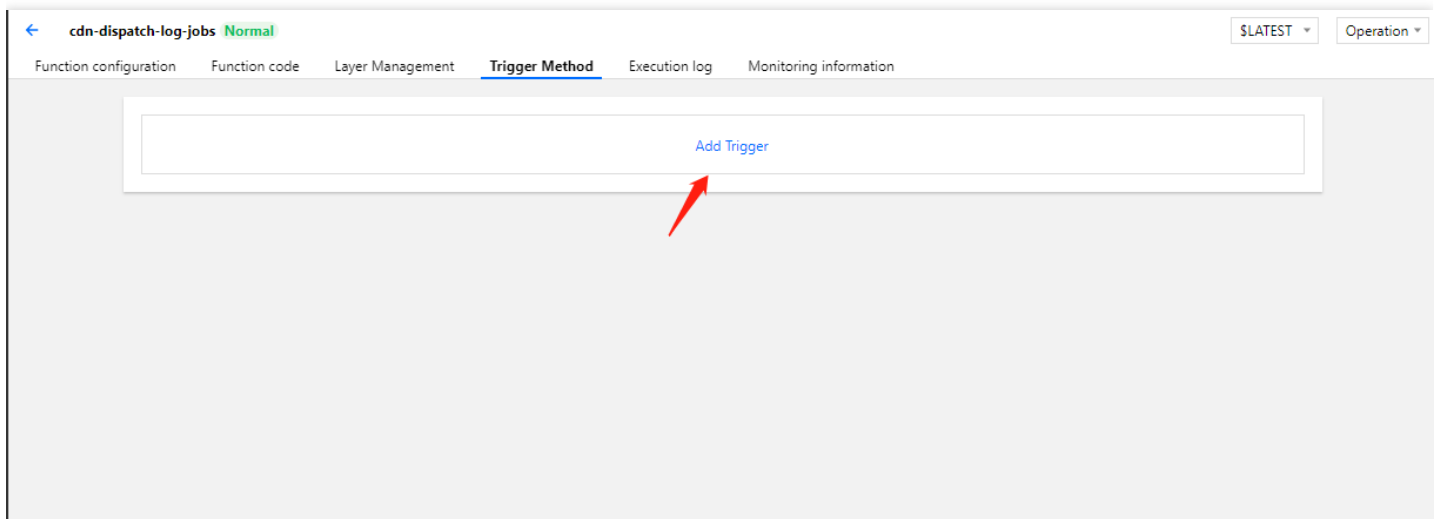 cdn-dispatch-log-jobs Normal $LATEST Operation
Function configuration Function code Layer Management Trigger Method Execution log Monitoring information
Add Trigger